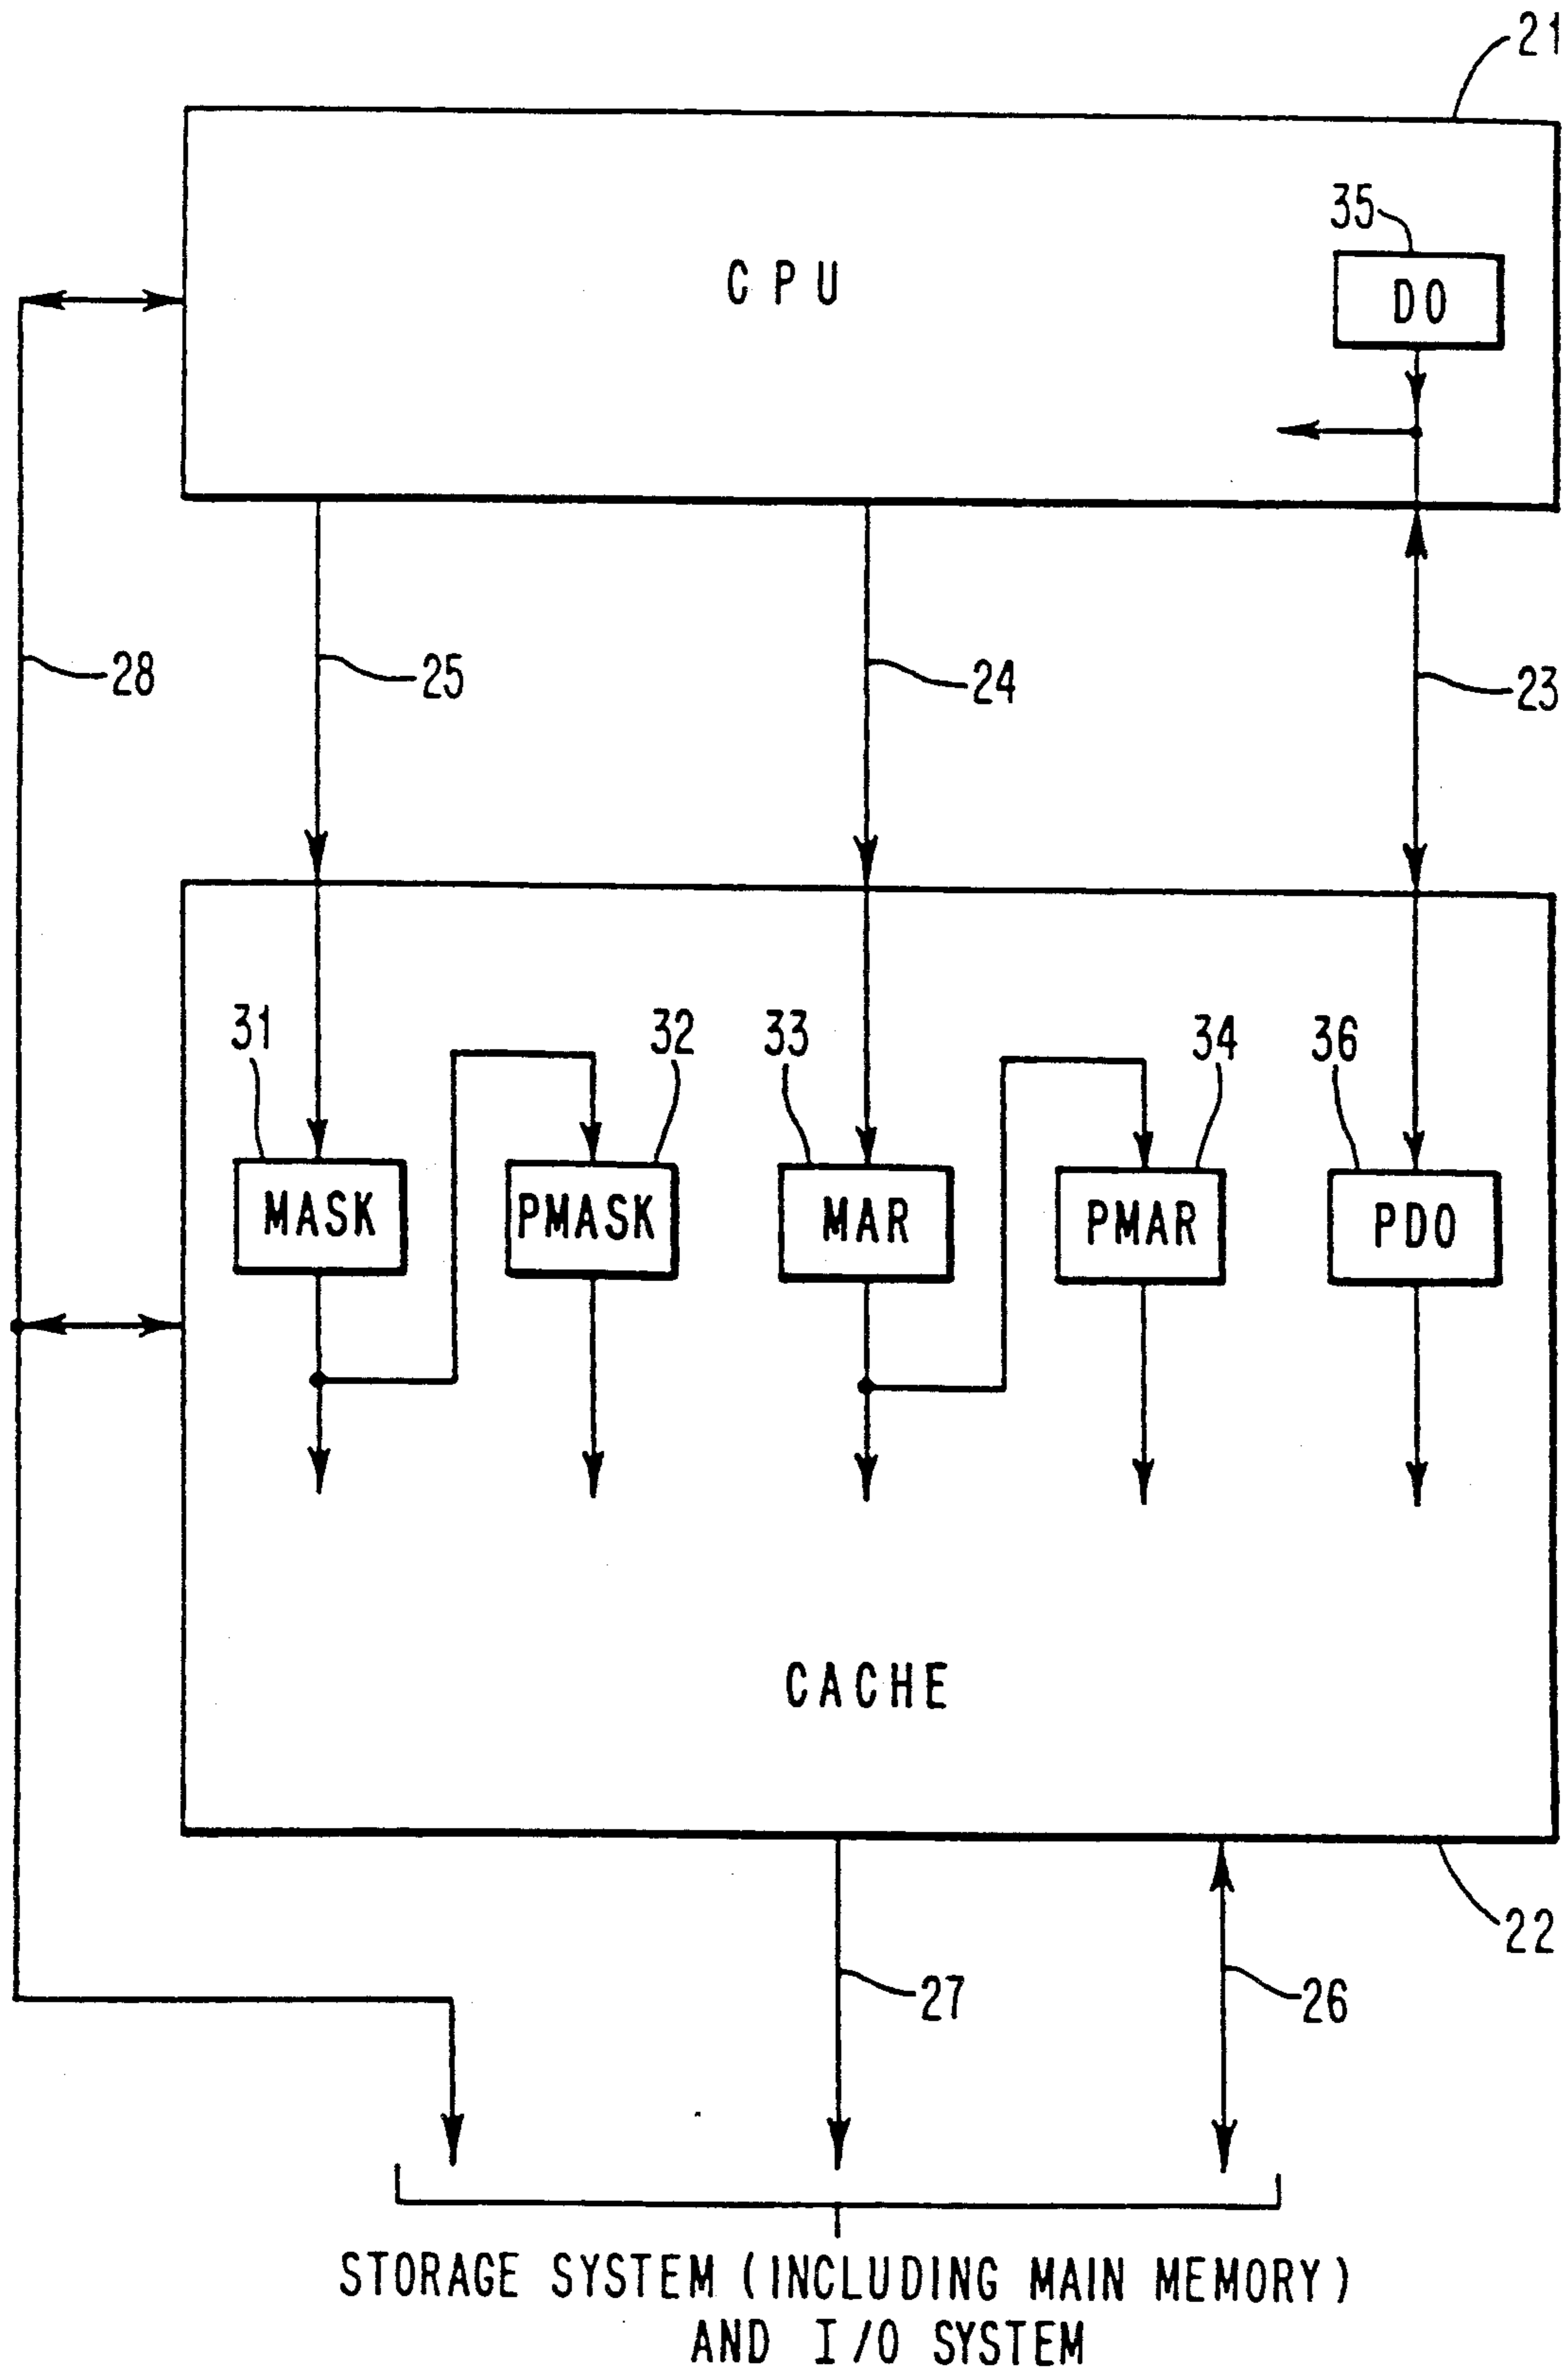 21
35
CPU
DO
28
25
24
23
31
32
33
34
36
MASK
PMASK
MAR
PMAR
PDO
CACHE
22
27
26
STORAGE SYSTEM (INCLUDING MAIN MEMORY)
AND I/O SYSTEM